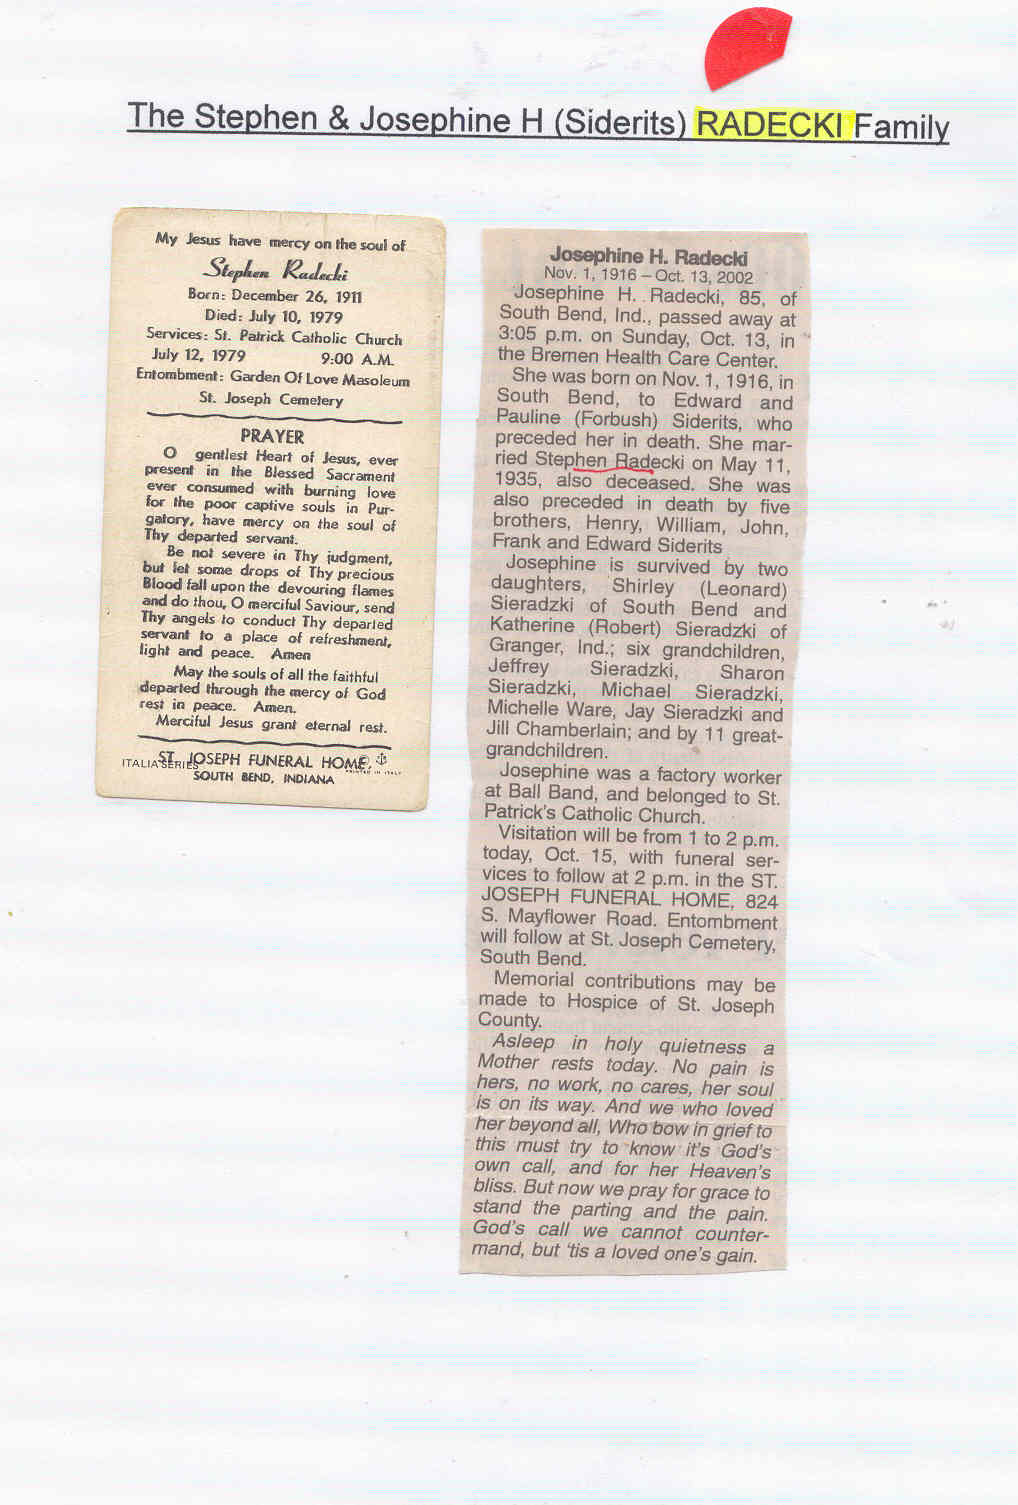 The Stephen & Josephine H (Siderits) RADECKI Family
My Jesus have mercy on the soul of
Stephen Radecki
Born: December 26, 1911
Died: July 10, 1979
Services: St. Patrick Catholic Church
July 12, 1979 9:00 A.M.
Entombment: Garden Of Love Masoleum
St. Joseph Cemetery
PRAYER
O gentlest Heart of Jesus, ever
present in the Blessed Sacrament
ever consumed with burning love
for the poor captive souls in Pur-
gatory, have mercy on the soul of
Thy departed servant.
Be not severe in Thy judgment,
but let some drops of Thy precious
Blood fall upon the devouring flames
and do thou, O merciful Saviour, send
Thy angels to conduct Thy departed
servant to a place of refreshment,
light and peace. Amen
May the souls of all the faithful
departed through the mercy of God
rest in peace. Amen.
Merciful Jesus grant eternal rest.
ST. JOSEPH FUNERAL HOME,
ITALIA SERIES
PRINTED IN ITALY
SOUTH BEND, INDIANA
Josephine H. Radecki
Nov. 1, 1916 – Oct. 13, 2002
Josephine H. Radecki, 85, of
South Bend, Ind., passed away at
3:05 p.m. on Sunday, Oct. 13, in
the Bremen Health Care Center.
She was born on Nov. 1, 1916, in
South Bend, to Edward and
Pauline (Forbush) Siderits, who
preceded her in death. She mar-
ried Stephen Radecki on May 11,
1935, also deceased. She was
also preceded in death by five
brothers, Henry, William, John,
Frank and Edward Siderits
Josephine is survived by two
daughters, Shirley (Leonard)
Sieradzki of South Bend and
Katherine (Robert) Sieradzki of
Granger, Ind.; six grandchildren,
Jeffrey Sieradzki, Sharon
Sieradzki, Michael Sieradzki,
Michelle Ware, Jay Sieradzki and
Jill Chamberlain; and by 11 great-
grandchildren.
Josephine was a factory worker
at Ball Band, and belonged to St.
Patrick's Catholic Church.
Visitation will be from 1 to 2 p.m.
today, Oct. 15, with funeral ser-
vices to follow at 2 p.m. in the ST.
JOSEPH FUNERAL HOME, 824
S. Mayflower Road. Entombment
will follow at St. Joseph Cemetery,
South Bend.
Memorial contributions may be
made to Hospice of St. Joseph
County.
Asleep in holy quietness a
Mother rests today. No pain is
hers, no work, no cares, her soul
is on its way. And we who loved
her beyond all, Who bow in grief to
this must try to know it's God's
own call, and for her Heaven's
bliss. But now we pray for grace to
stand the parting and the pain.
God's call we cannot counter-
mand, but 'tis a loved one's gain.